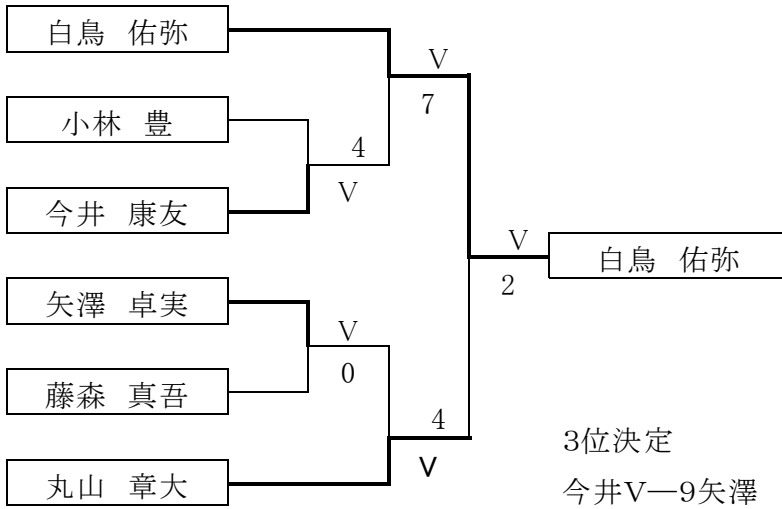 白鳥 佑弥
V
7
小林 豊
4
V
今井 康友
V
2
白鳥 佑弥
矢澤 卓実
V
0
藤森 真吾
4
V
丸山 章大
3位決定
今井V―9矢澤